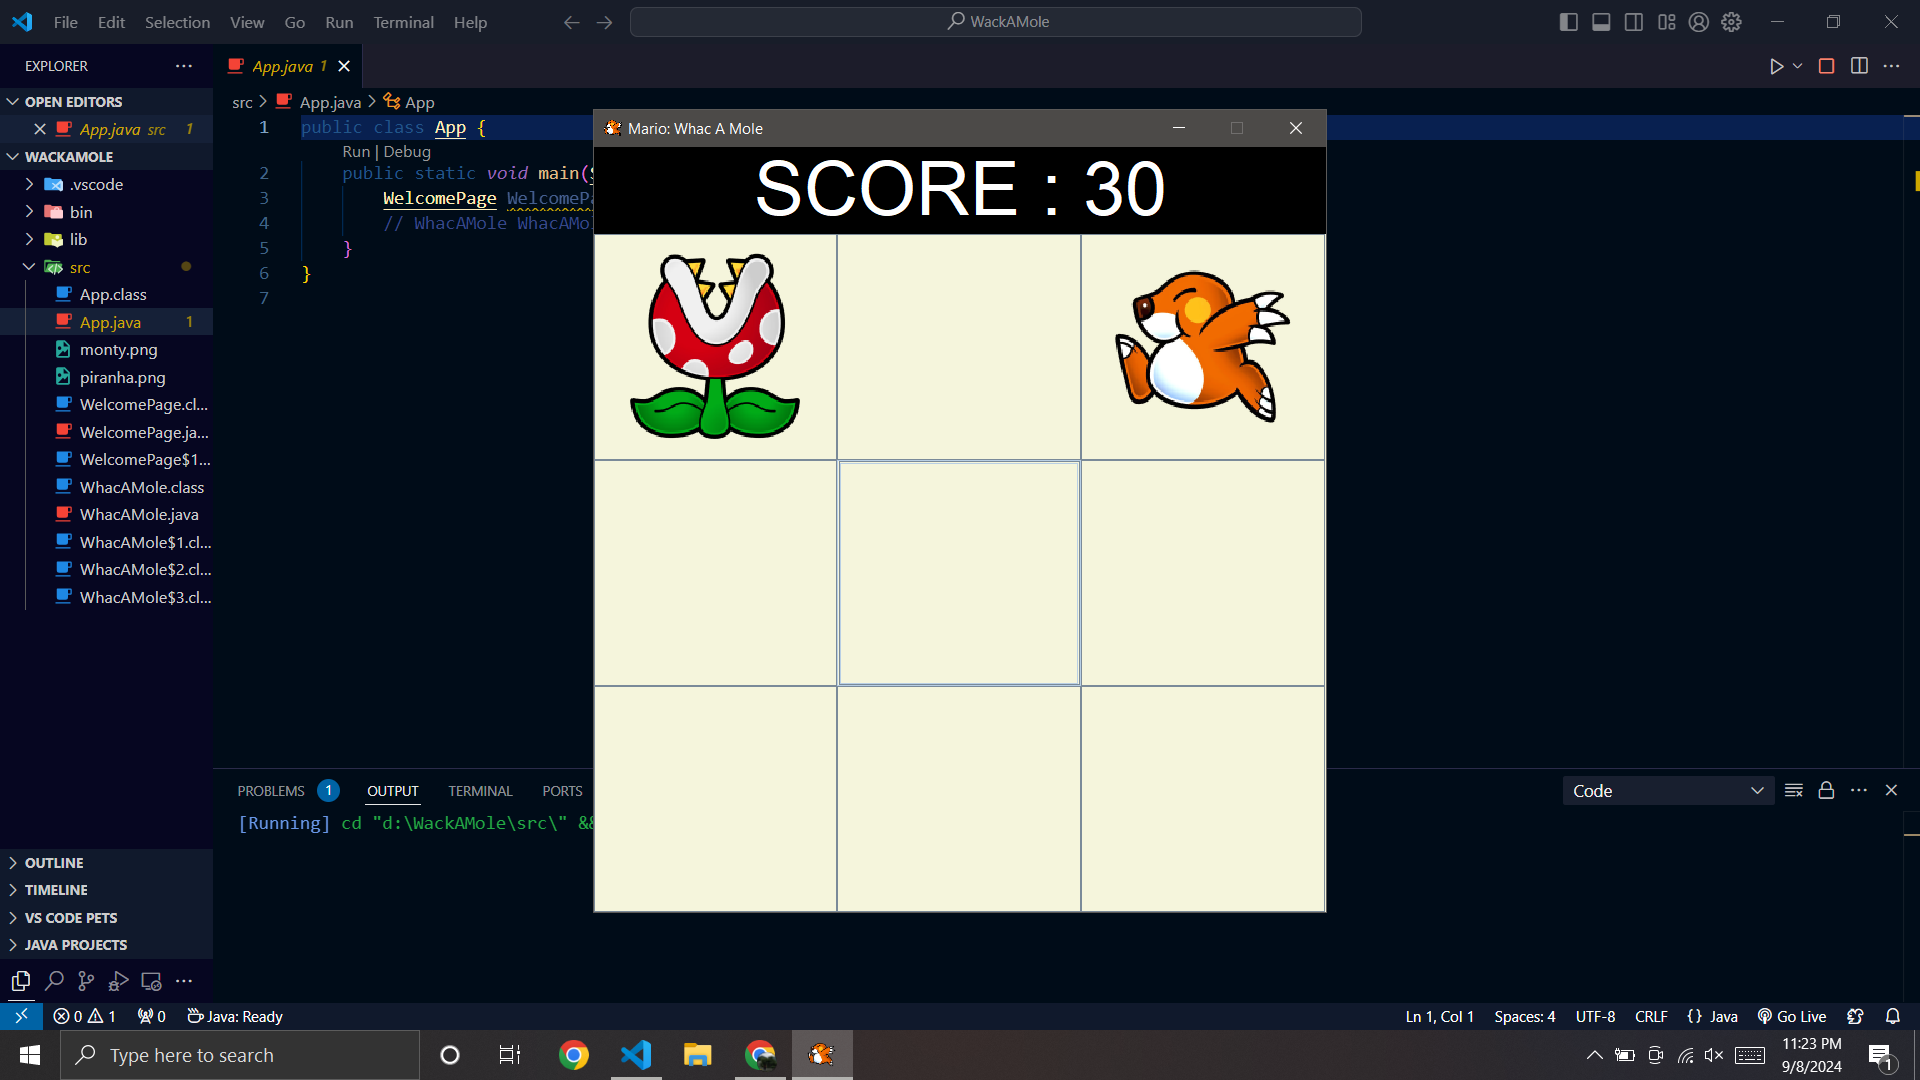 File Edit Selection View Go Run Terminal Help
WackAMole
EXPLORER
App.java 1
OPEN EDITORS
App.java src 1
WACKAMOLE
.vscode
bin
lib
src
App.class
App.java 1
monty.png
piranha.png
WelcomePage.cl...
WelcomePage.ja...
WelcomePage$1...
WhacAMole.class
WhacAMole.java
WhacAMole$1.cl...
WhacAMole$2.cl...
WhacAMole$3.cl...
OUTLINE
TIMELINE
VS CODE PETS
JAVA PROJECTS
src > App.java > App
1 public class App {
Run | Debug
2 public static void main(
3 WelcomePage WelcomePa
4 // WhacAMole WhacAMol
5 }
6 }
7
Mario: Whac A Mole
SCORE : 30
PROBLEMS 1 OUTPUT TERMINAL PORTS
Code
[Running] cd "d:\WackAMole\src\" &&
0 1 0 Java: Ready
Ln 1, Col 1 Spaces: 4 UTF-8 CRLF {} Java Go Live
Type here to search
11:23 PM
9/8/2024
1